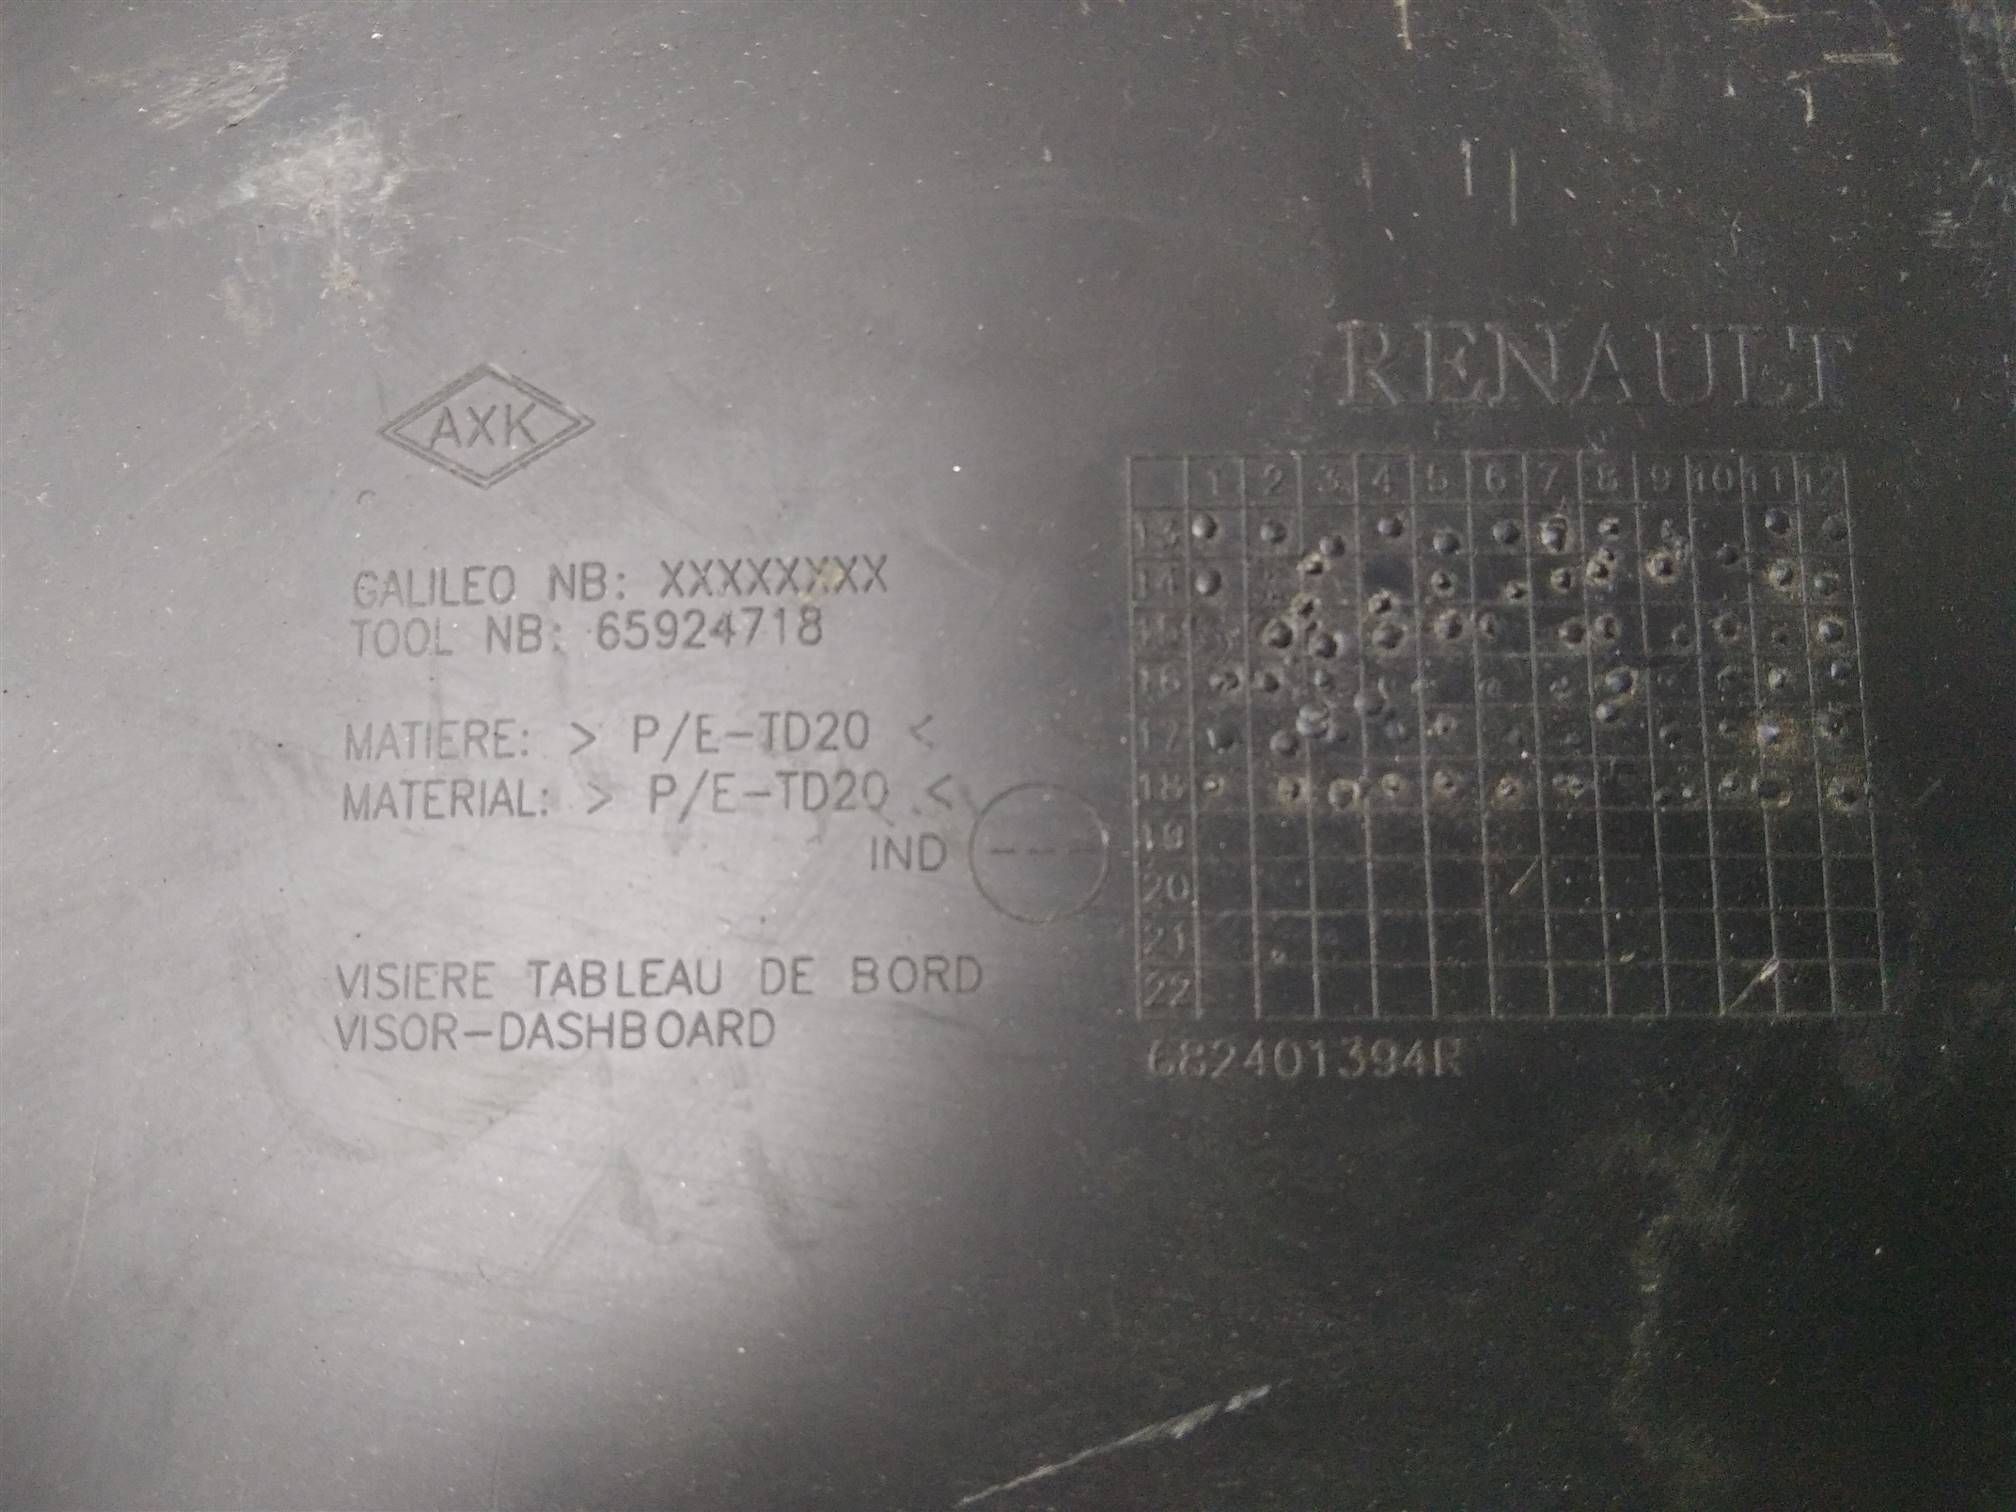 AXK
GALILEO NB: XXXXXXXX
TOOL NB: 65924718
MATIERE: > P/E-TD20 <
MATERIAL: > P/E-TD20 <
IND ---
VISIERE TABLEAU DE BORD
VISOR-DASHBOARD
RENAULT
1 2 3 4 5 6 7 8 9 10 11 12
13
14
15
16
17
18
19
20
21
22
682401394R